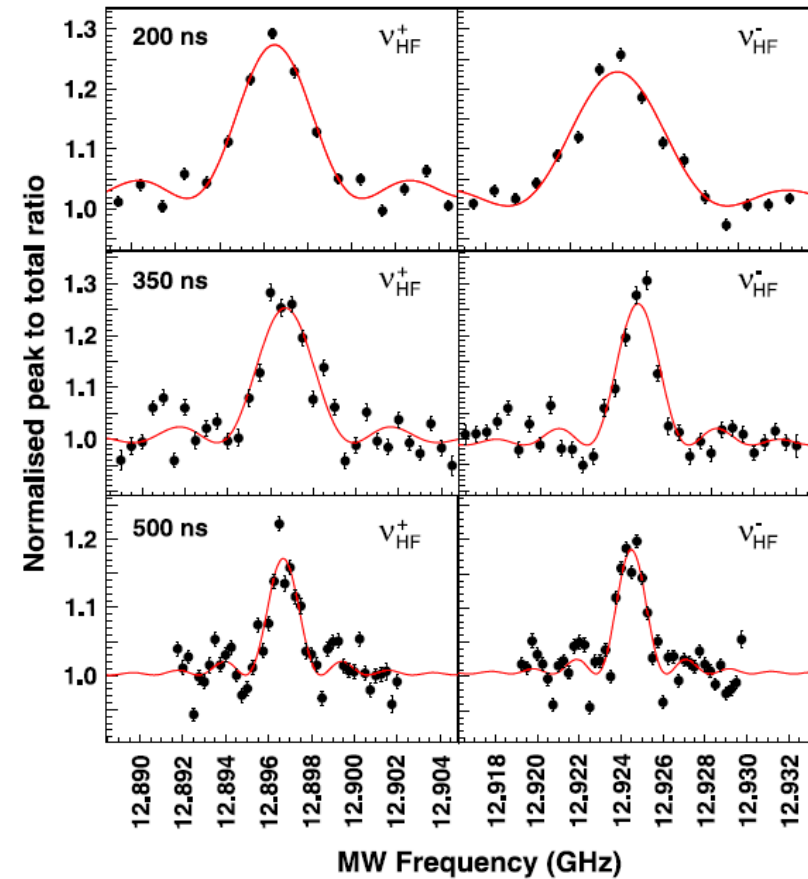 Normalised peak to total ratio
200 ns
ν⁺HF
ν⁻HF
1.3
1.2
1.1
1.0
350 ns
ν⁺HF
ν⁻HF
1.3
1.2
1.1
1.0
500 ns
ν⁺HF
ν⁻HF
1.2
1.1
1.0
12.890 12.892 12.894 12.896 12.898 12.900 12.902 12.904 12.918 12.920 12.922 12.924 12.926 12.928 12.930 12.932
MW Frequency (GHz)